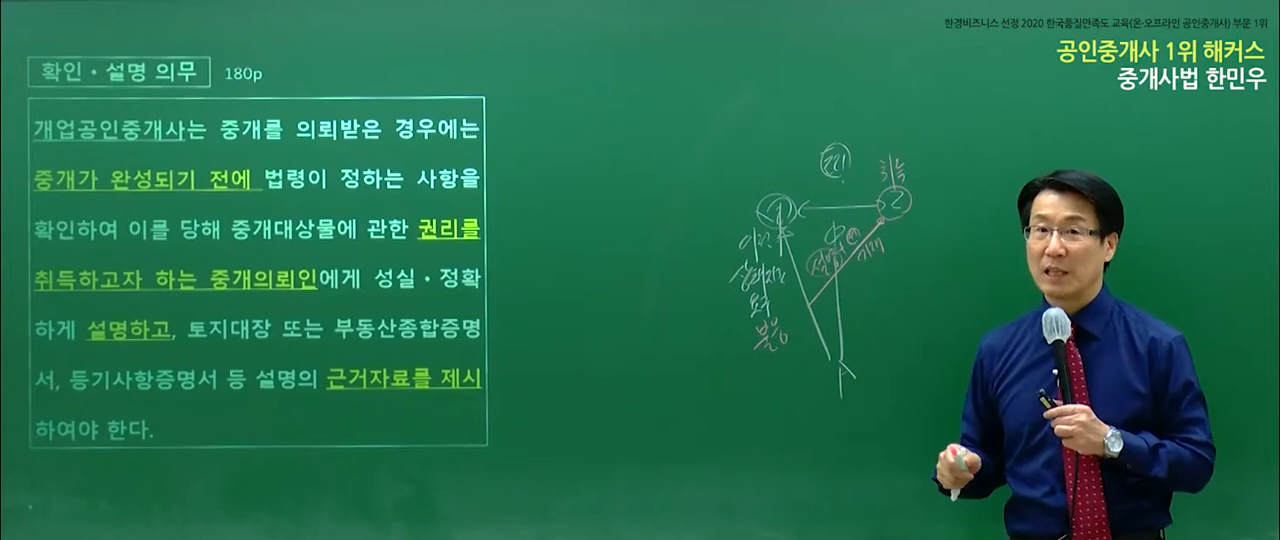 한경비즈니스 선정 2020 한국품질만족도 교육(온·오프라인 공인중개사) 부문 1위
공인중개사 1위 해커스
중개사법 한민우
확인·설명 의무 180p
개업공인중개사는 중개를 의뢰받은 경우에는
중개가 완성되기 전에 법령이 정하는 사항을
확인하여 이를 당해 중개대상물에 관한 권리를
취득하고자 하는 중개의뢰인에게 성실·정확
하게 설명하고, 토지대장 또는 부동산종합증명
서, 등기사항증명서 등 설명의 근거자료를 제시
하여야 한다.
취득
요구
불응
기재